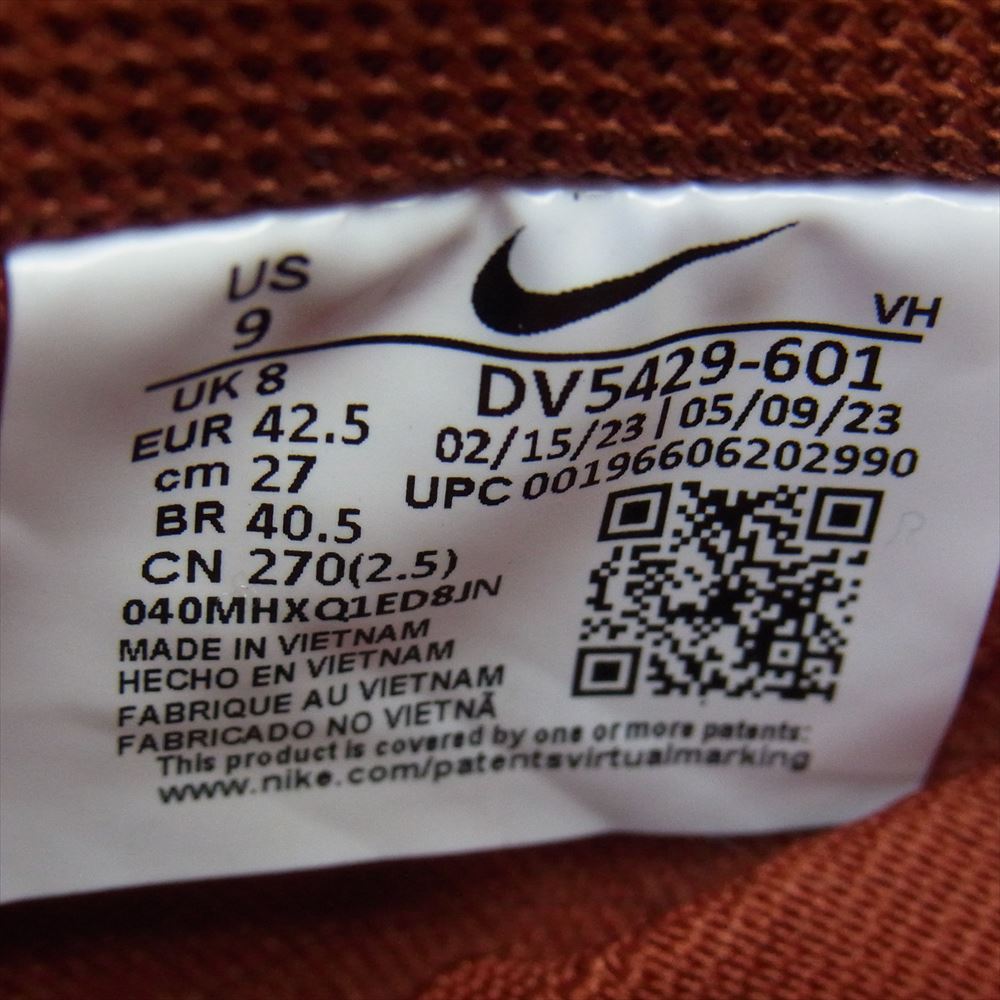 US
9
VH
UK 8
EUR 42.5
cm 27
BR 40.5
CN 270(2.5)
DV5429-601
02/15/23 | 05/09/23
UPC 00196606202990
040MHXQ1ED8JN
MADE IN VIETNAM
HECHO EN VIETNAM
FABRIQUE AU VIETNAM
FABRICADO NO VIETNÃ
This product is covered by one or more patents:
www.nike.com/patentsvirtualmarking